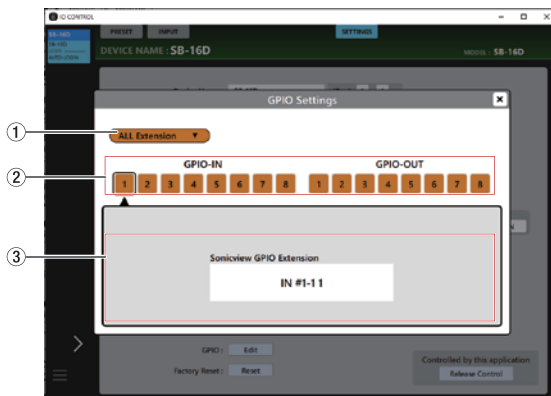 IO CONTROL
PRESET INPUT SETTINGS
SB-16D
DEVICE NAME : SB-16D MODEL : SB-16D
GPIO Settings
① ALL Extension ▼
② GPIO-IN GPIO-OUT
1 2 3 4 5 6 7 8 1 2 3 4 5 6 7 8
③ Sonicview GPIO Extension
IN #1-1 1
GPIO : Edit
Factory Reset : Reset
Controlled by this application
Release Control